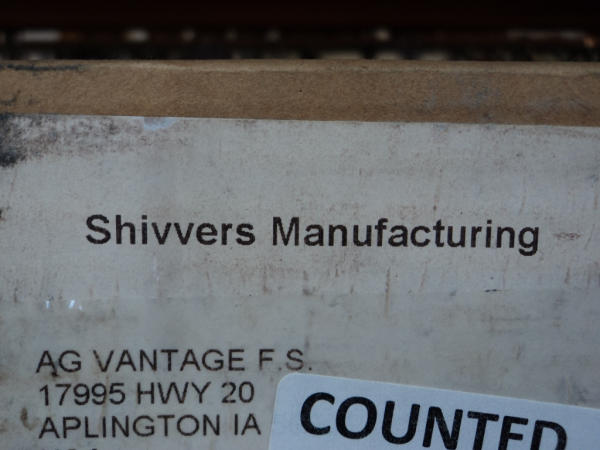 Shivvers Manufacturing
AG VANTAGE F.S.
17995 HWY 20
APLINGTON IA
COUNTED